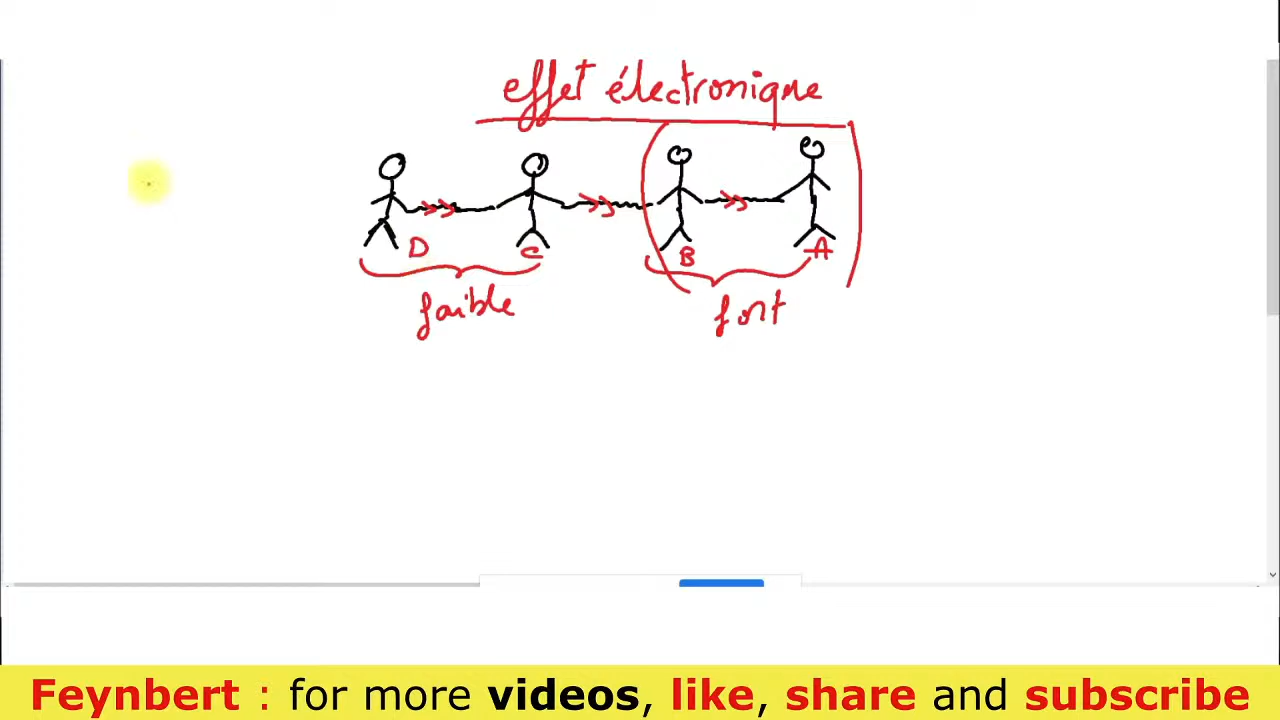 effet électronique
D C B A
faible fort
Feynbert : for more videos, like, share and subscribe